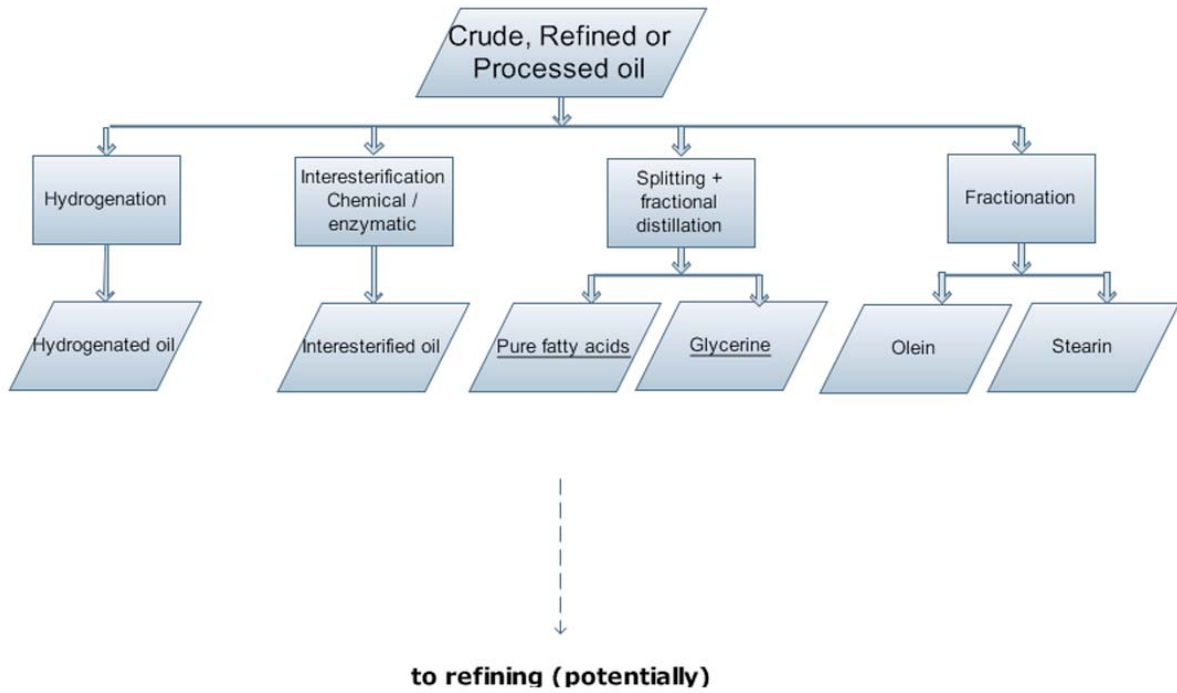 Crude, Refined or
Processed oil
Hydrogenation
Interesterification
Chemical /
enzymatic
Splitting +
fractional
distillation
Fractionation
Hydrogenated oil
Interesterified oil
Pure fatty acids
Glycerine
Olein
Stearin
to refining (potentially)